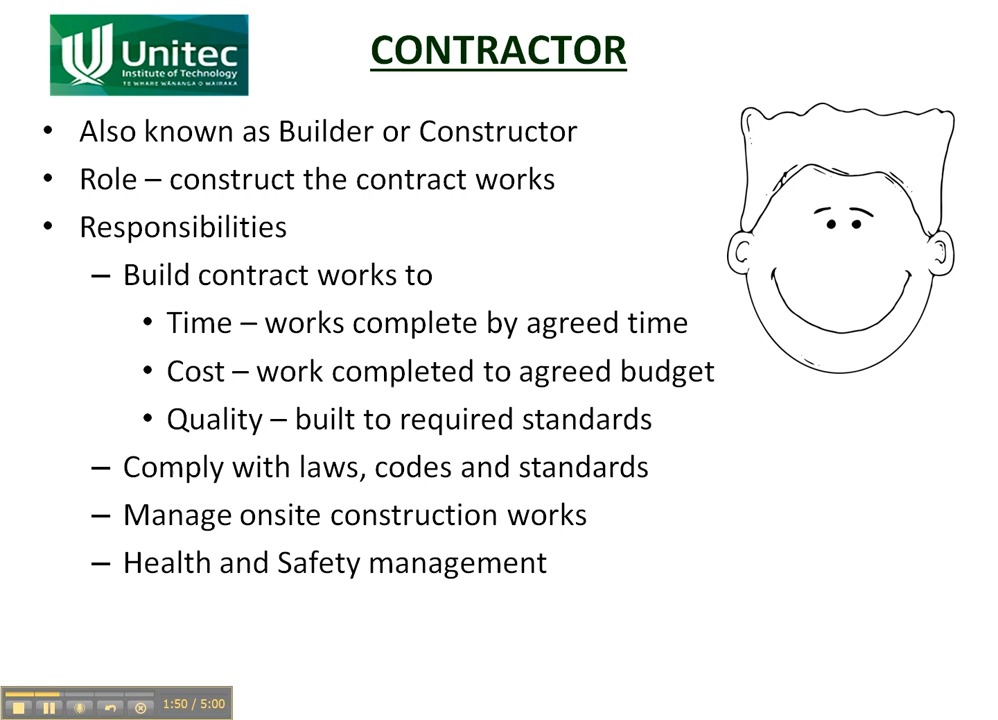 Unitec
Institute of Technology
TE WHARE WĀNANGA O WAIRAKA
CONTRACTOR
• Also known as Builder or Constructor
• Role – construct the contract works
• Responsibilities
– Build contract works to
• Time – works complete by agreed time
• Cost – work completed to agreed budget
• Quality – built to required standards
– Comply with laws, codes and standards
– Manage onsite construction works
– Health and Safety management
1:50 / 5:00